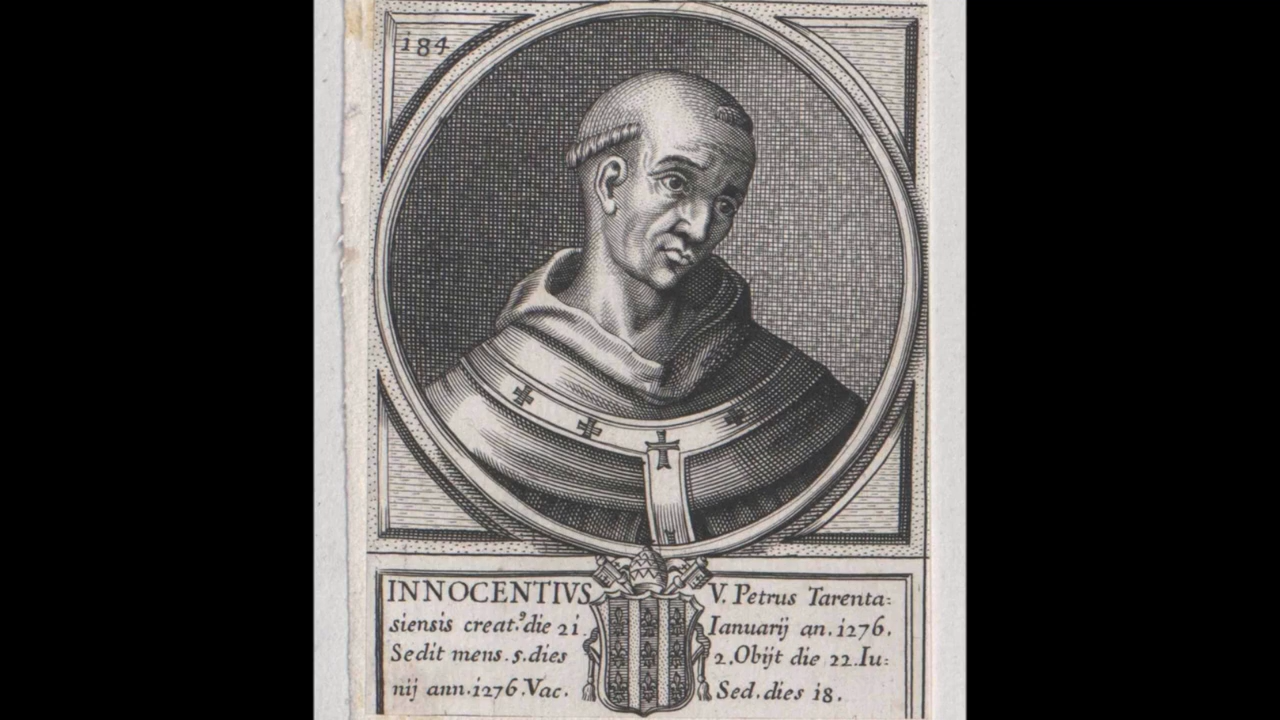 184
INNOCENTIVS V. Petrus Tarenta:
siensis creat.⁹ die 21. Ianuarij an. 1276.
Sedit mens. 5. dies 2. Obijt die 22. Iu:
nij ann. 1276. Vac. Sed. dies 18.